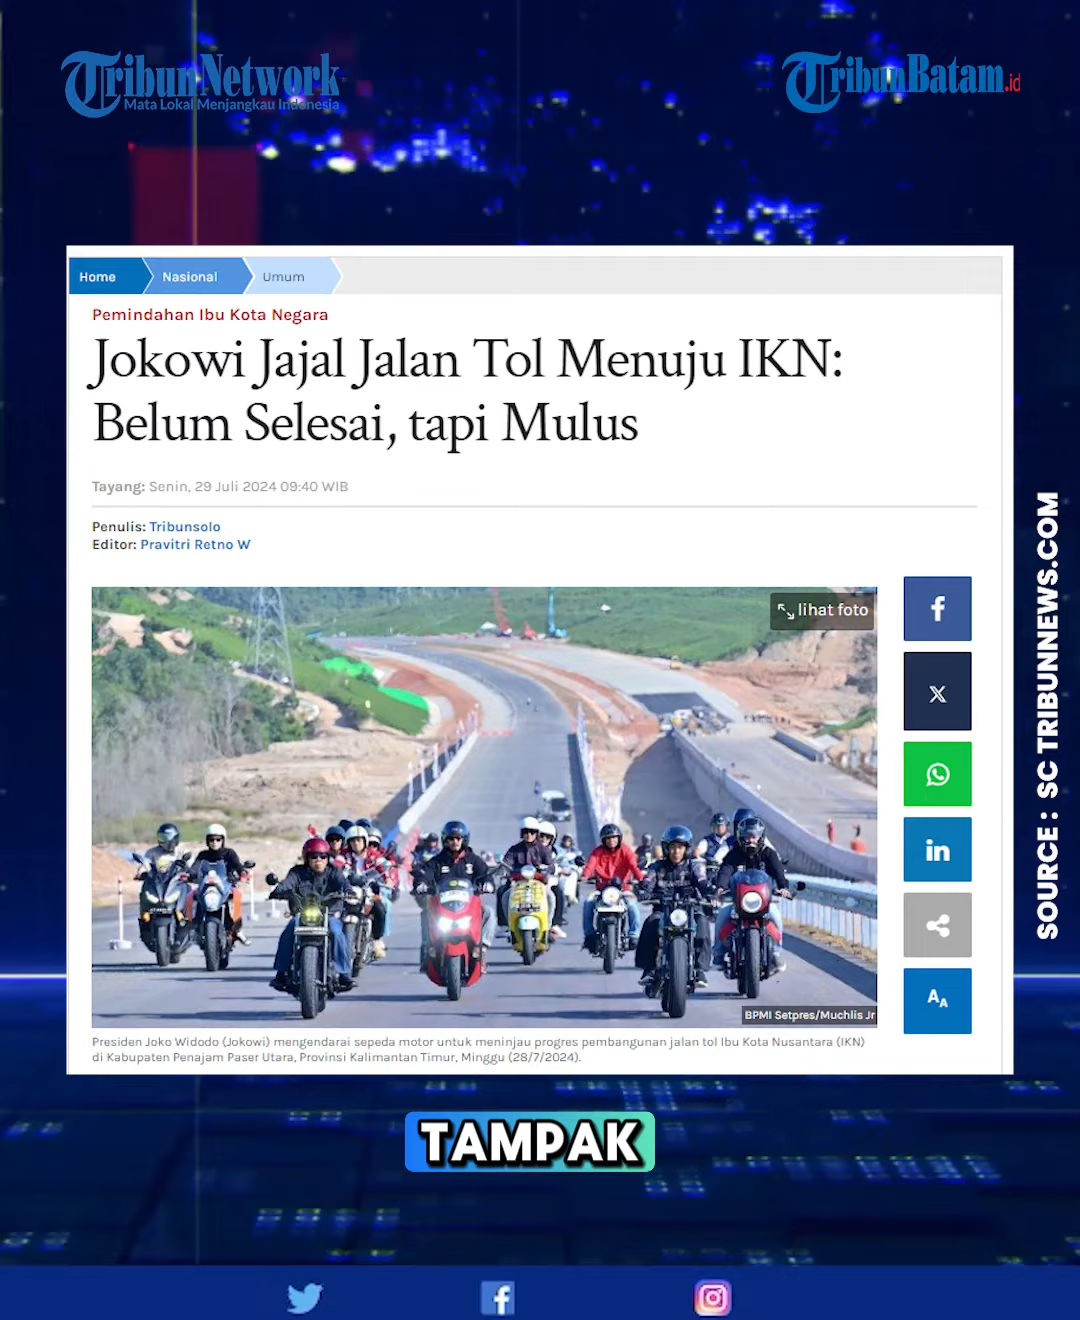 TribunNetwork
Mata Lokal Menjangkau Indonesia
TribunBatam.id
Home
Nasional
Umum
Pemindahan Ibu Kota Negara
Jokowi Jajal Jalan Tol Menuju IKN:
Belum Selesai, tapi Mulus
Tayang: Senin, 29 Juli 2024 09:40 WIB
Penulis: Tribunsolo
Editor: Pravitri Retno W
lihat foto
BPMI Setpres/Muchlis Jr
Presiden Joko Widodo (Jokowi) mengendarai sepeda motor untuk meninjau progres pembangunan jalan tol Ibu Kota Nusantara (IKN)
di Kabupaten Penajam Paser Utara, Provinsi Kalimantan Timur, Minggu (28/7/2024).
f
X
in
AA
SOURCE : SC TRIBUNNEWS.COM
TAMPAK
f